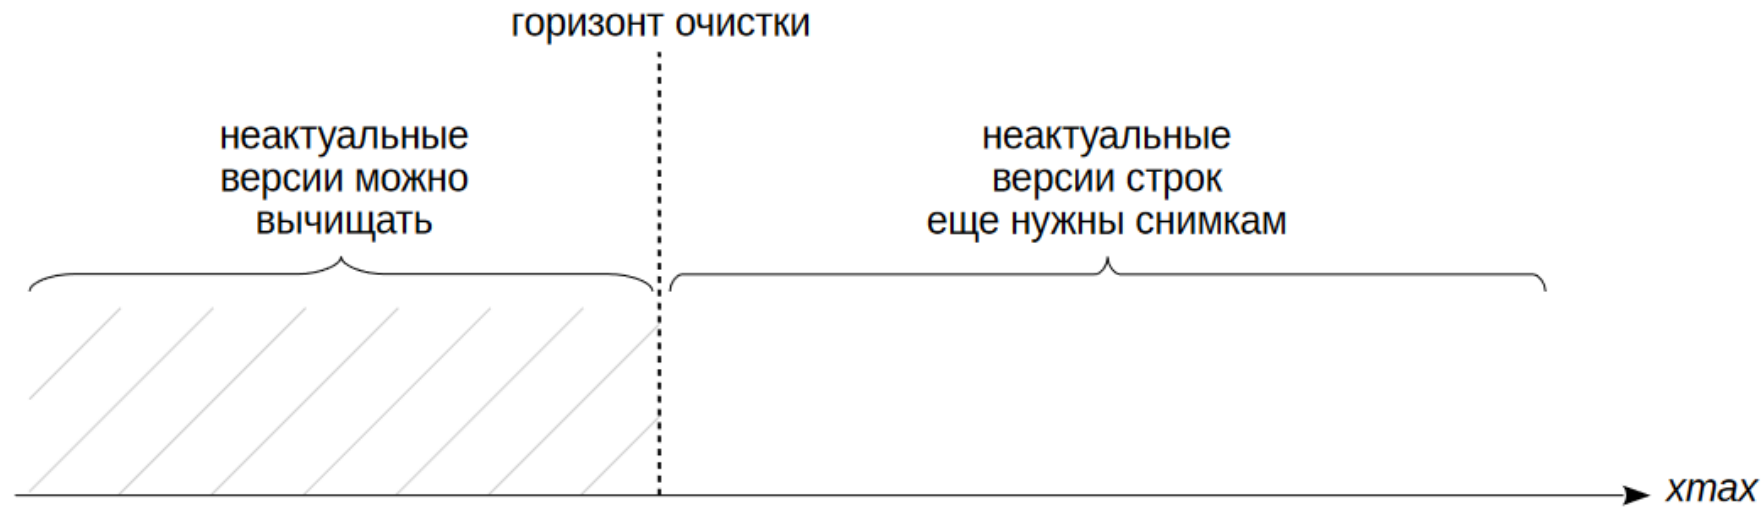 горизонт очистки
неактуальные
версии можно
вычищать
неактуальные
версии строк
еще нужны снимкам
xmax